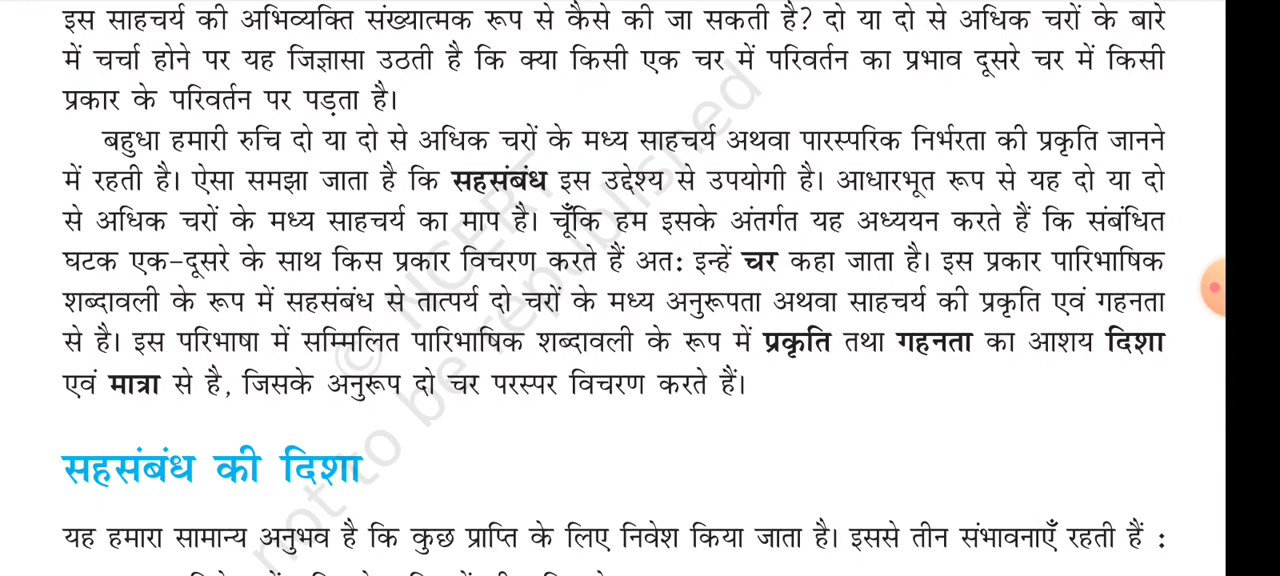 इस साहचर्य की अभिव्यक्ति संख्यात्मक रूप से कैसे की जा सकती है? दो या दो से अधिक चरों के बारे
में चर्चा होने पर यह जिज्ञासा उठती है कि क्या किसी एक चर में परिवर्तन का प्रभाव दूसरे चर में किसी
प्रकार के परिवर्तन पर पड़ता है।
बहुधा हमारी रुचि दो या दो से अधिक चरों के मध्य साहचर्य अथवा पारस्परिक निर्भरता की प्रकृति जानने
में रहती है। ऐसा समझा जाता है कि सहसंबंध इस उद्देश्य से उपयोगी है। आधारभूत रूप से यह दो या दो
से अधिक चरों के मध्य साहचर्य का माप है। चूँकि हम इसके अंतर्गत यह अध्ययन करते हैं कि संबंधित
घटक एक-दूसरे के साथ किस प्रकार विचरण करते हैं अतः इन्हें चर कहा जाता है। इस प्रकार पारिभाषिक
शब्दावली के रूप में सहसंबंध से तात्पर्य दो चरों के मध्य अनुरूपता अथवा साहचर्य की प्रकृति एवं गहनता
से है। इस परिभाषा में सम्मिलित पारिभाषिक शब्दावली के रूप में प्रकृति तथा गहनता का आशय दिशा
एवं मात्रा से है, जिसके अनुरूप दो चर परस्पर विचरण करते हैं।
सहसंबंध की दिशा
यह हमारा सामान्य अनुभव है कि कुछ प्राप्ति के लिए निवेश किया जाता है। इससे तीन संभावनाएँ रहती हैं :
© NCERT
not to be republished